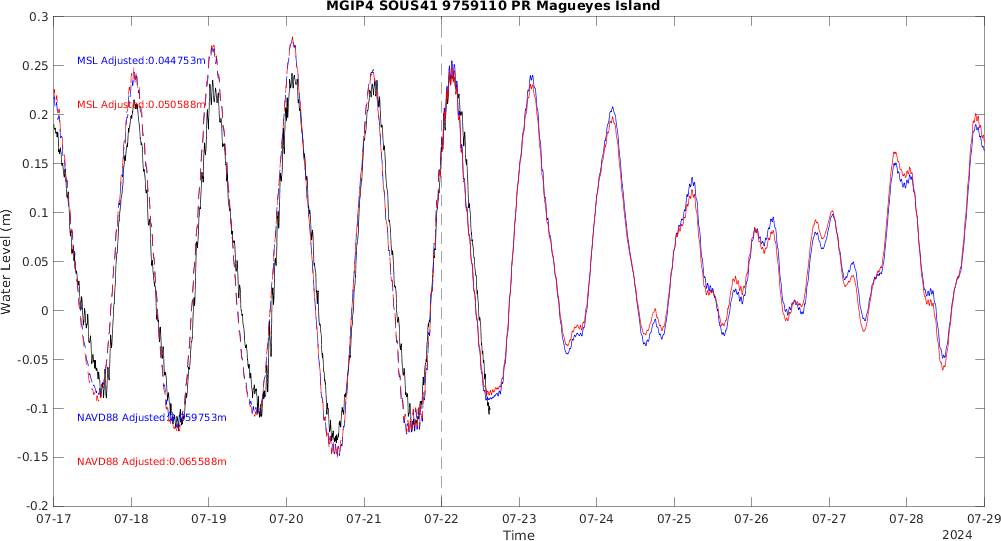 MGIP4 SOUS41 9759110 PR Magueyes Island
0.3
0.25
0.2
0.15
0.1
0.05
0
-0.05
-0.1
-0.15
-0.2
Water Level (m)
MSL Adjusted:0.044753m
MSL Adjusted:0.050588m
NAVD88 Adjusted:0.059753m
NAVD88 Adjusted:0.065588m
07-17 07-18 07-19 07-20 07-21 07-22 07-23 07-24 07-25 07-26 07-27 07-28 07-29
Time
2024